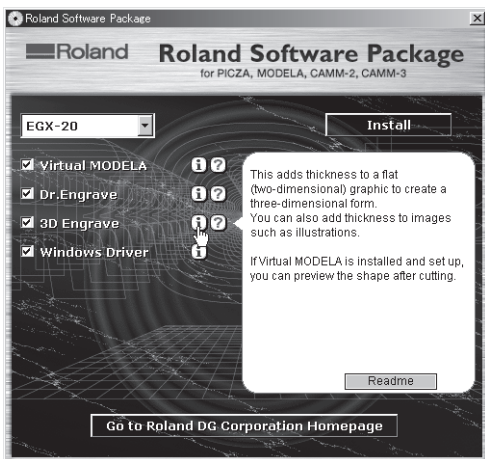 Roland Software Package
Roland
Roland Software Package
for PICZA, MODELA, CAMM-2, CAMM-3
EGX-20
Install
Virtual MODELA
Dr.Engrave
3D Engrave
Windows Driver
This adds thickness to a flat
(two-dimensional) graphic to create a
three-dimensional form.
You can also add thickness to images
such as illustrations.
If Virtual MODELA is installed and set up,
you can preview the shape after cutting.
Readme
Go to Roland DG Corporation Homepage